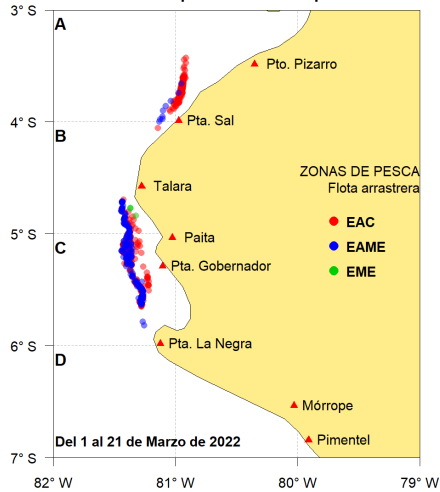 3° S
A
Pto. Pizarro
4° S
Pta. Sal
B
ZONAS DE PESCA
Flota arrastrera
Talara
EAC
5° S
Paita
C
EAME
Pta. Gobernador
EME
6° S
Pta. La Negra
D
Mórrope
Del 1 al 21 de Marzo de 2022
Pimentel
7° S
82° W
81° W
80° W
79° W